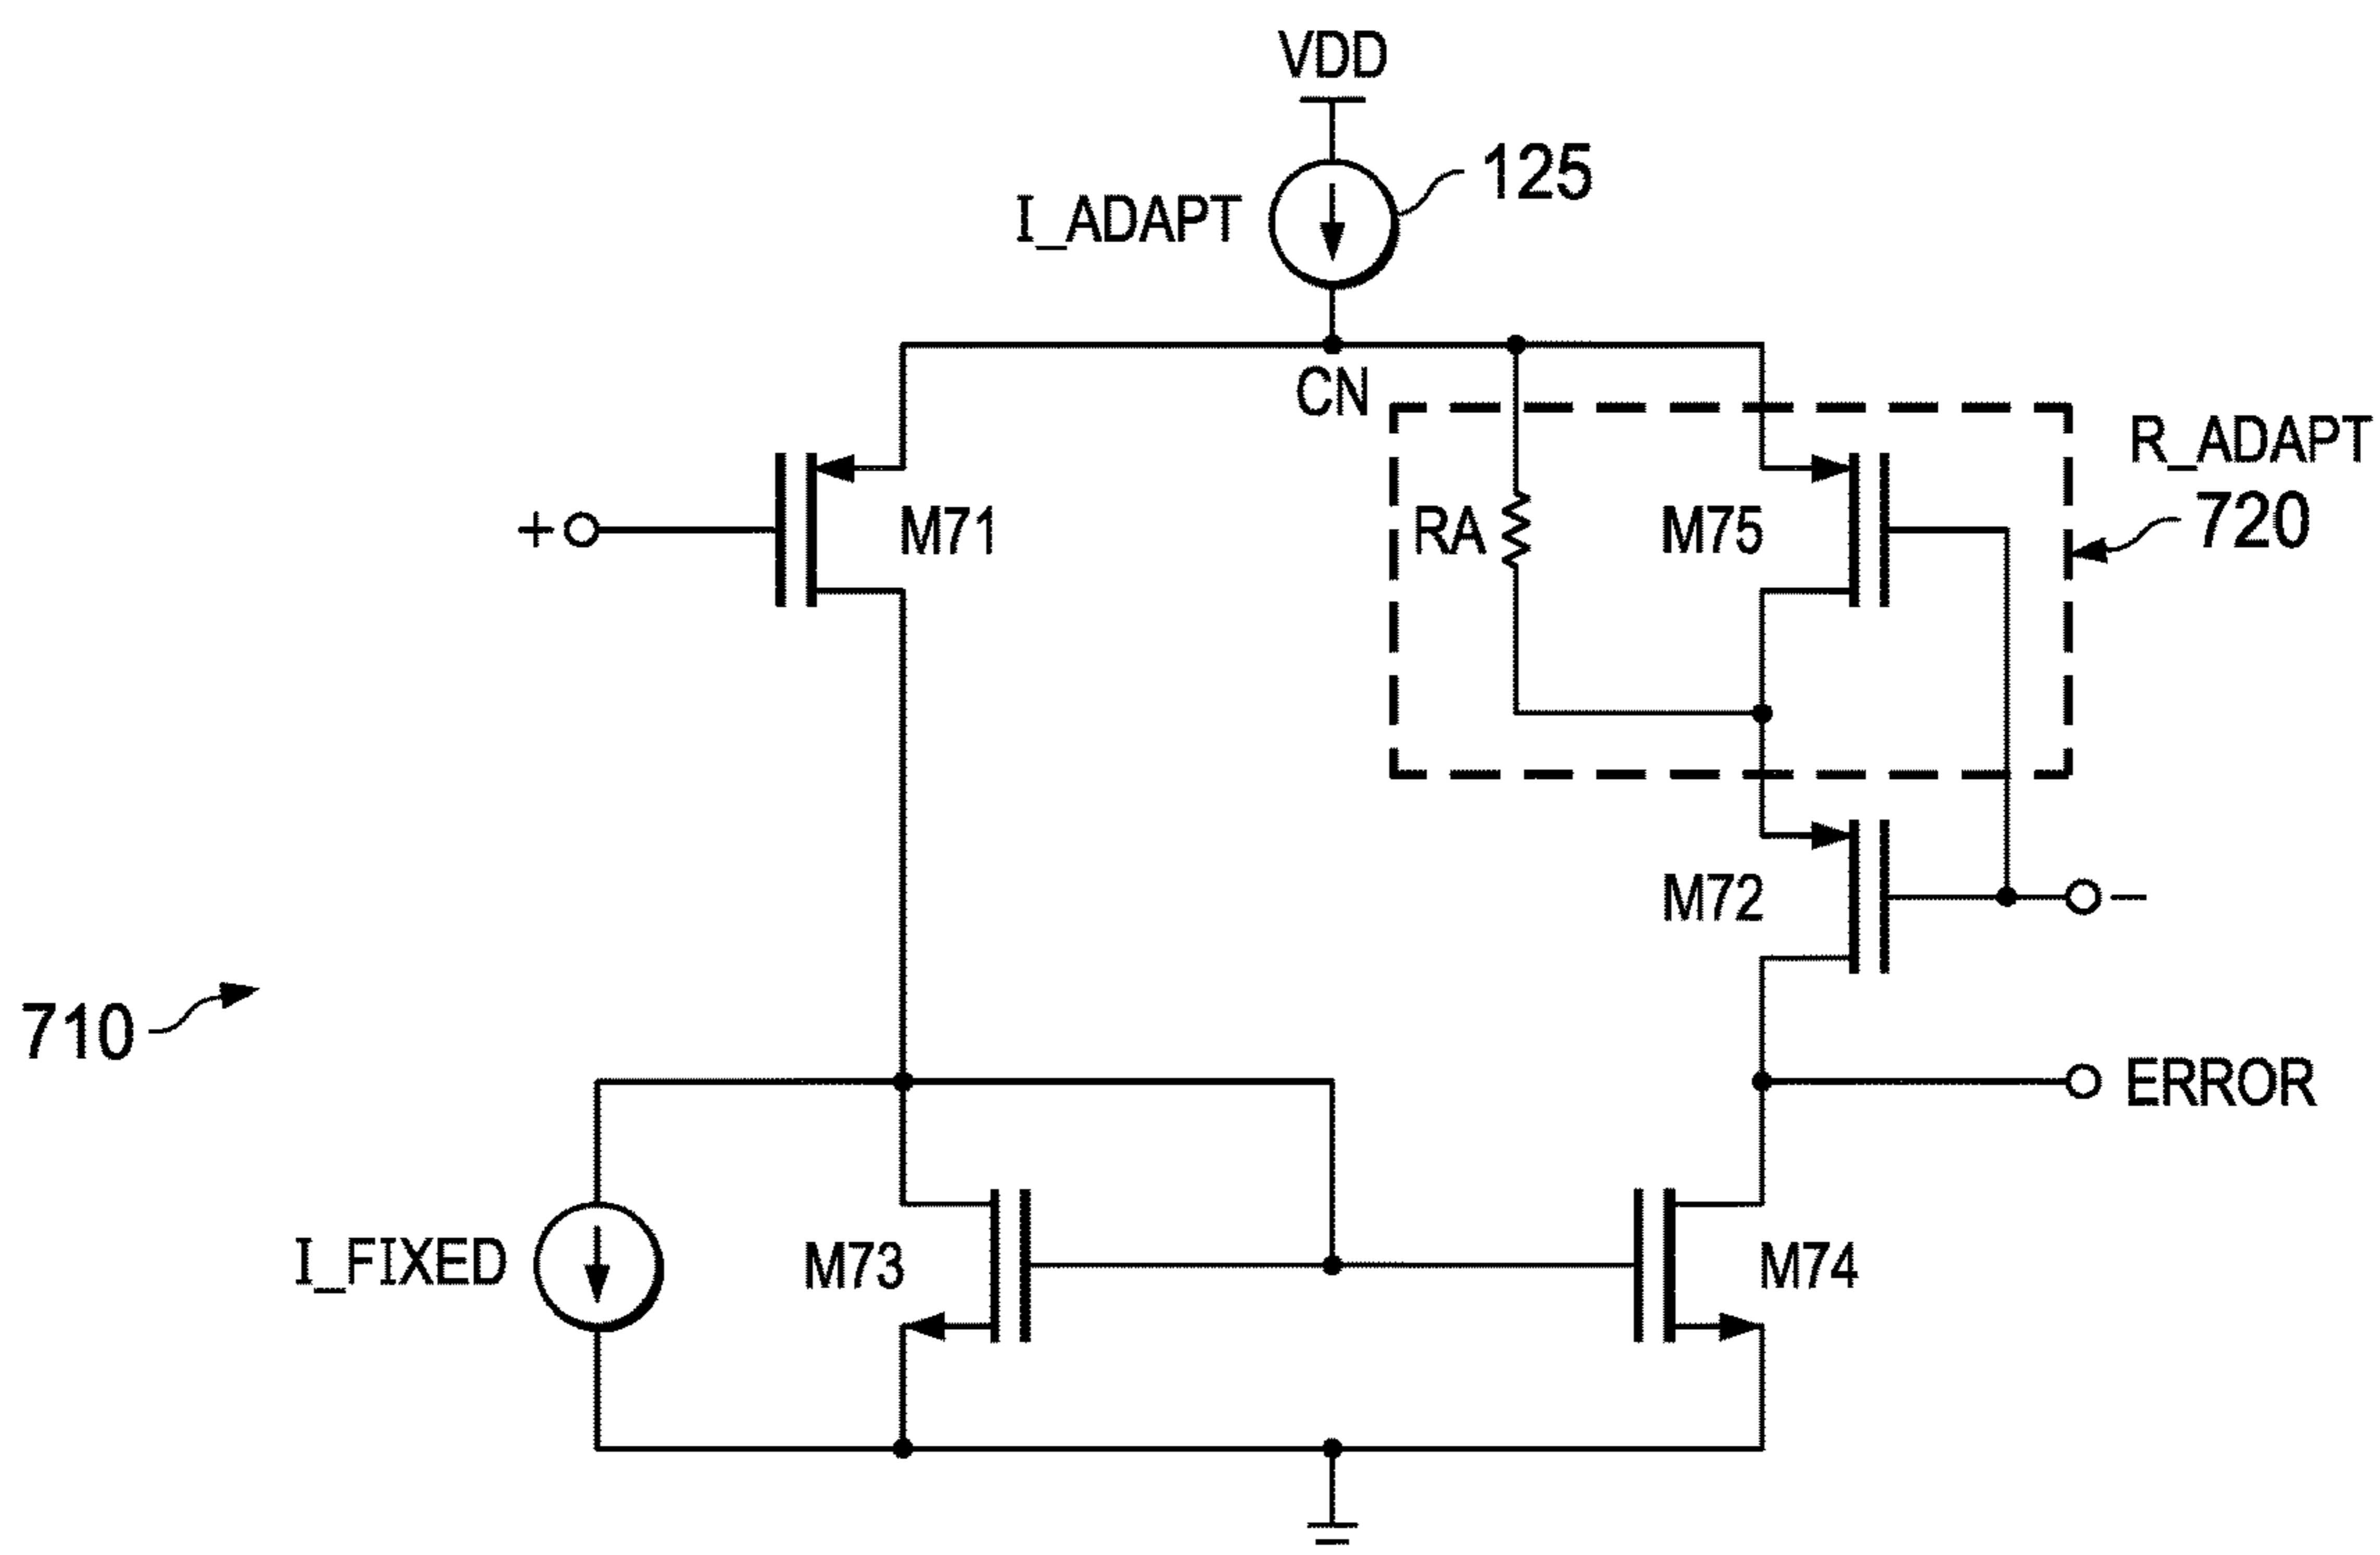 VDD
125
I_ADAPT
CN
R_ADAPT
720
+
M71
RA
M75
M72
−
710
ERROR
I_FIXED
M73
M74